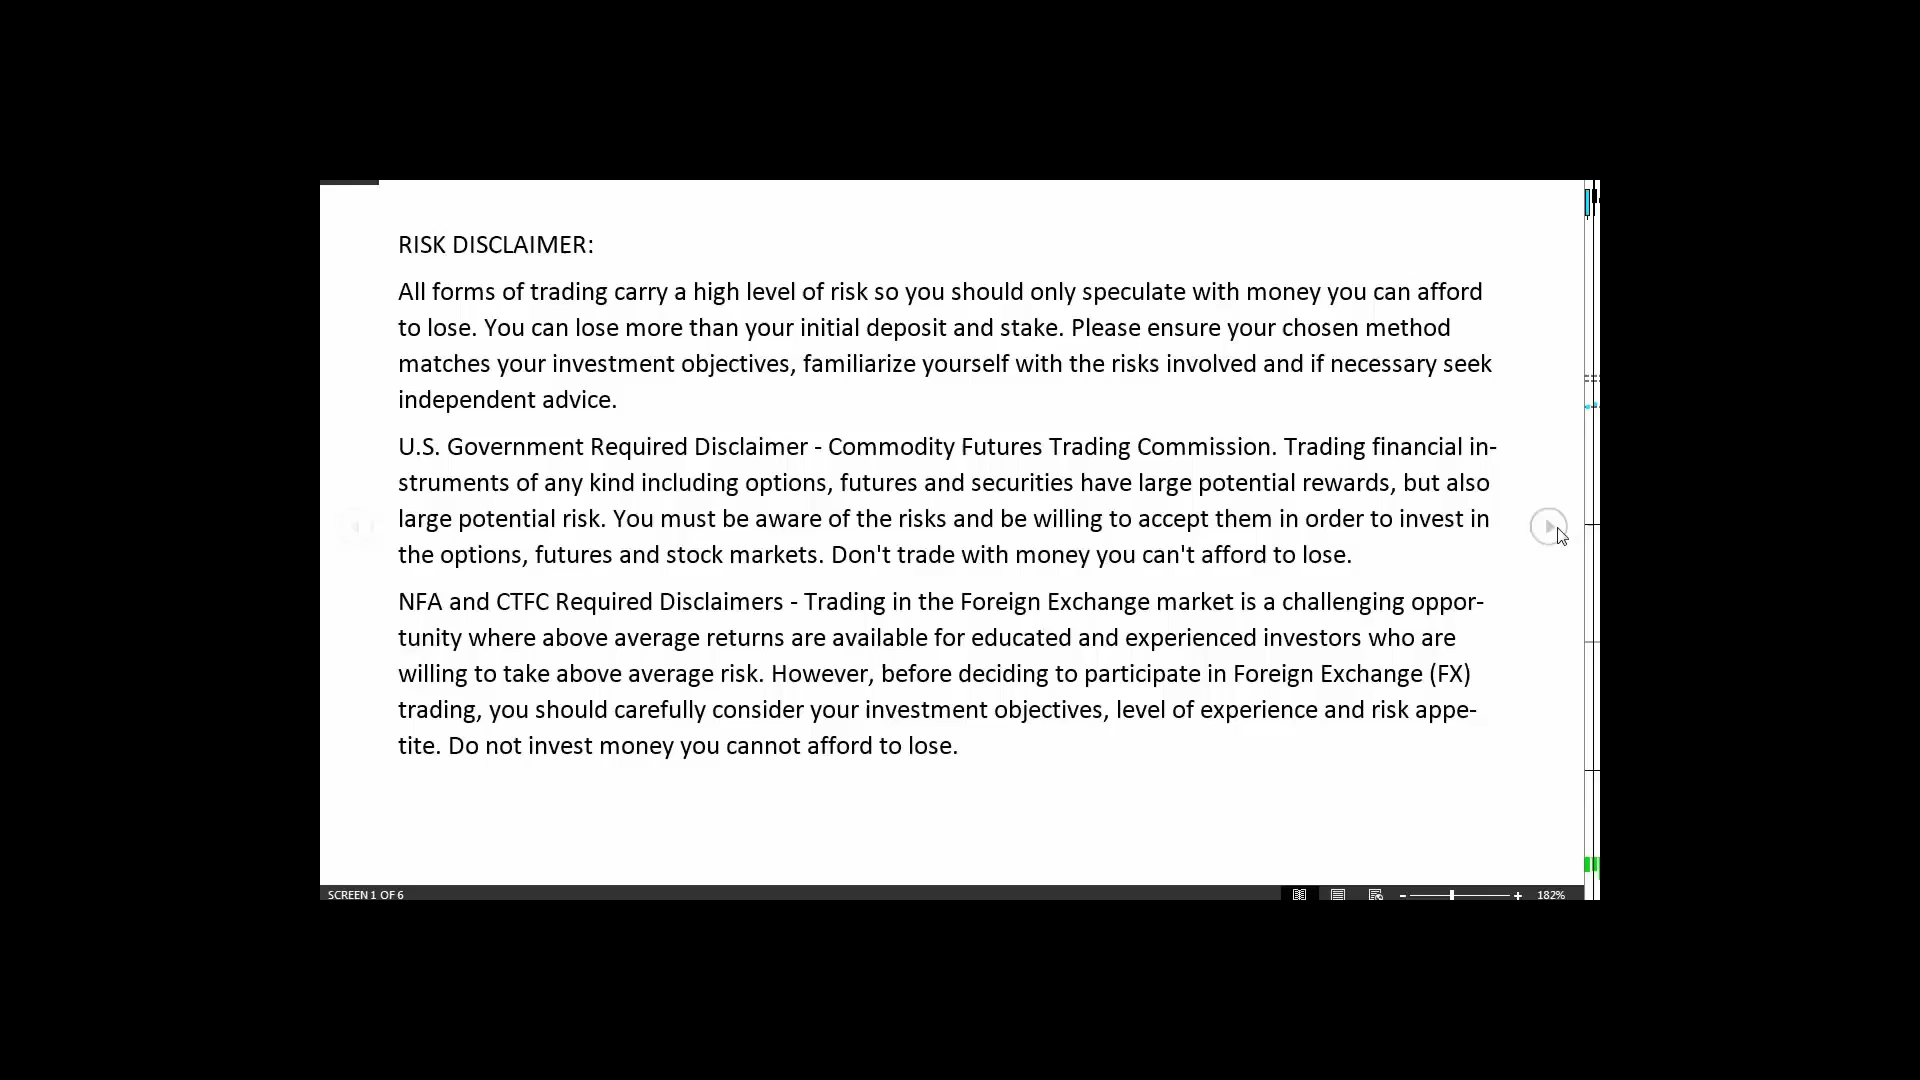 RISK DISCLAIMER:
All forms of trading carry a high level of risk so you should only speculate with money you can afford
to lose. You can lose more than your initial deposit and stake. Please ensure your chosen method
matches your investment objectives, familiarize yourself with the risks involved and if necessary seek
independent advice.
U.S. Government Required Disclaimer - Commodity Futures Trading Commission. Trading financial in-
struments of any kind including options, futures and securities have large potential rewards, but also
large potential risk. You must be aware of the risks and be willing to accept them in order to invest in
the options, futures and stock markets. Don't trade with money you can't afford to lose.
NFA and CTFC Required Disclaimers - Trading in the Foreign Exchange market is a challenging oppor-
tunity where above average returns are available for educated and experienced investors who are
willing to take above average risk. However, before deciding to participate in Foreign Exchange (FX)
trading, you should carefully consider your investment objectives, level of experience and risk appe-
tite. Do not invest money you cannot afford to lose.
SCREEN 1 OF 6
182%